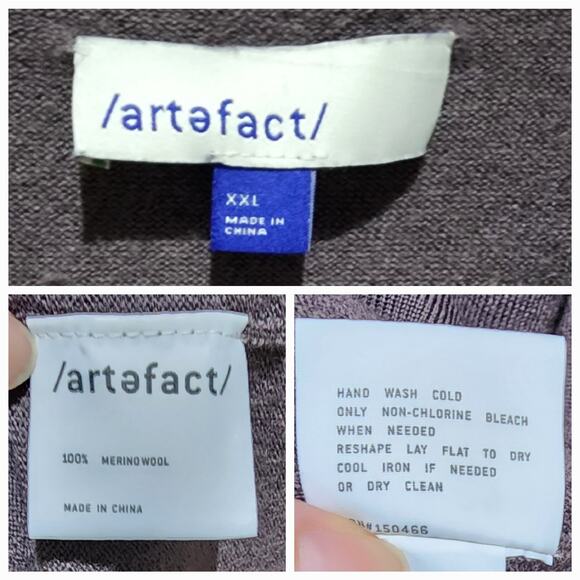 /artəfact/
XXL
MADE IN
CHINA
/artəfact/
100% MERINOWOOL
MADE IN CHINA
HAND WASH COLD
ONLY NON-CHLORINE BLEACH
WHEN NEEDED
RESHAPE LAY FLAT TO DRY
COOL IRON IF NEEDED
OR DRY CLEAN
#150466